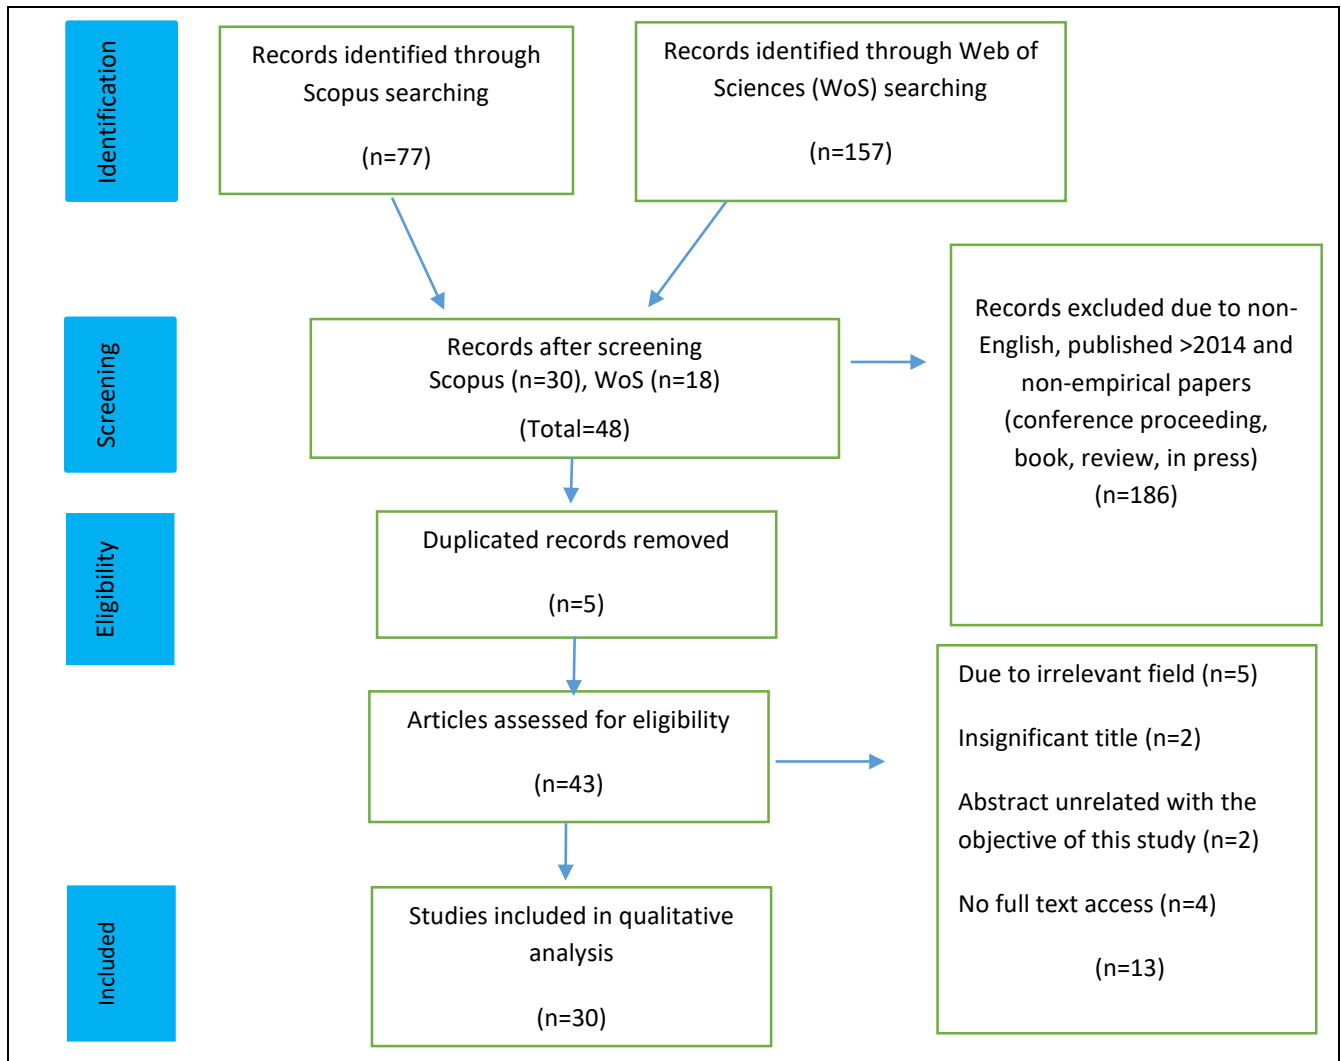 Identification
Records identified through
Scopus searching
(n=77)
Records identified through Web of
Sciences (WoS) searching
(n=157)
Screening
Records after screening
Scopus (n=30), WoS (n=18)
(Total=48)
Records excluded due to non-
English, published >2014 and
non-empirical papers
(conference proceeding,
book, review, in press)
(n=186)
Eligibility
Duplicated records removed
(n=5)
Articles assessed for eligibility
(n=43)
Due to irrelevant field (n=5)
Insignificant title (n=2)
Abstract unrelated with the
objective of this study (n=2)
No full text access (n=4)
(n=13)
Included
Studies included in qualitative
analysis
(n=30)